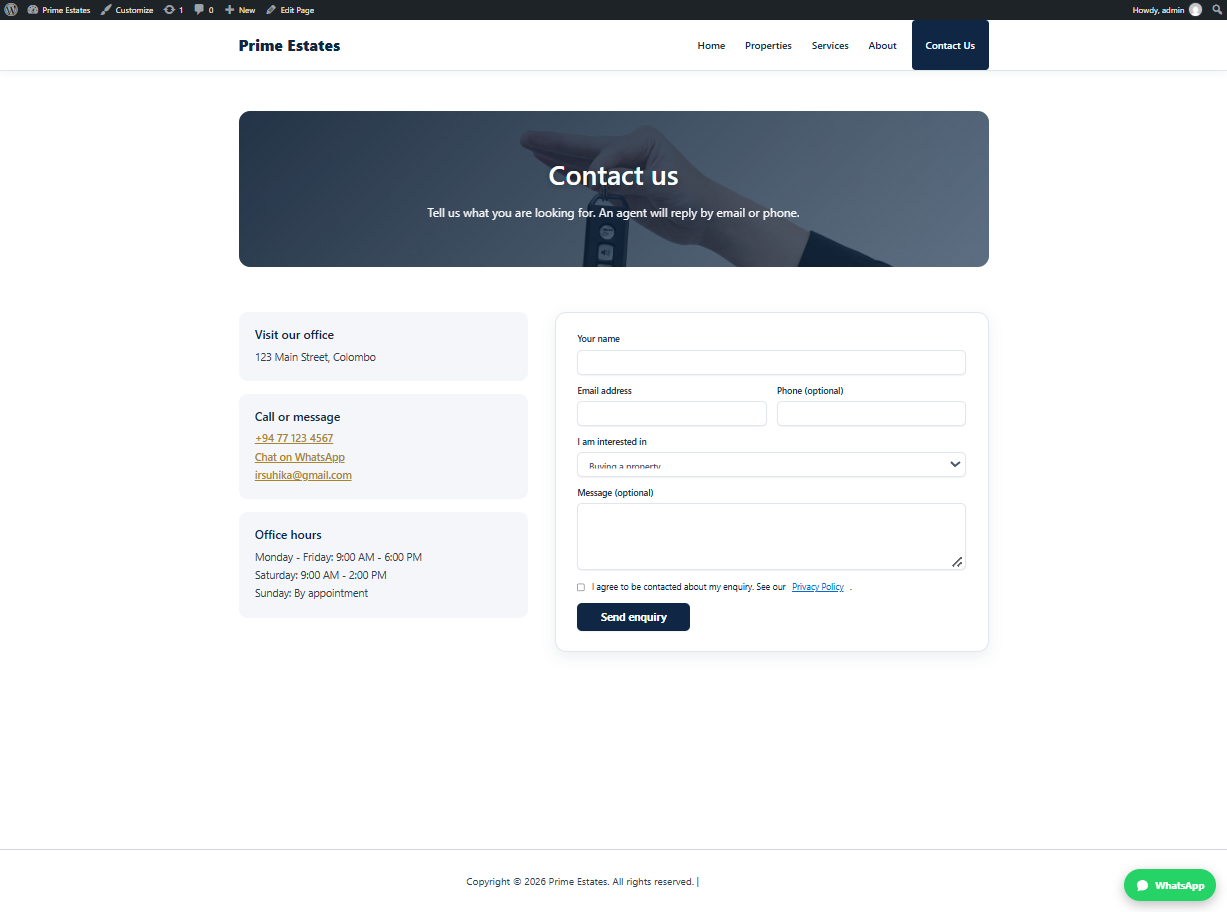 Prime Estates Customize 1 0 New Edit Page Howdy, admin
Prime Estates
Home Properties Services About Contact Us
Contact us
Tell us what you are looking for. An agent will reply by email or phone.
Visit our office
123 Main Street, Colombo
Call or message
+94 77 123 4567
Chat on WhatsApp
irsuhika@gmail.com
Office hours
Monday - Friday: 9:00 AM - 6:00 PM
Saturday: 9:00 AM - 2:00 PM
Sunday: By appointment
Your name
Email address Phone (optional)
I am interested in
Buying a property
Message (optional)
I agree to be contacted about my enquiry. See our Privacy Policy .
Send enquiry
Copyright © 2026 Prime Estates. All rights reserved. |
WhatsApp